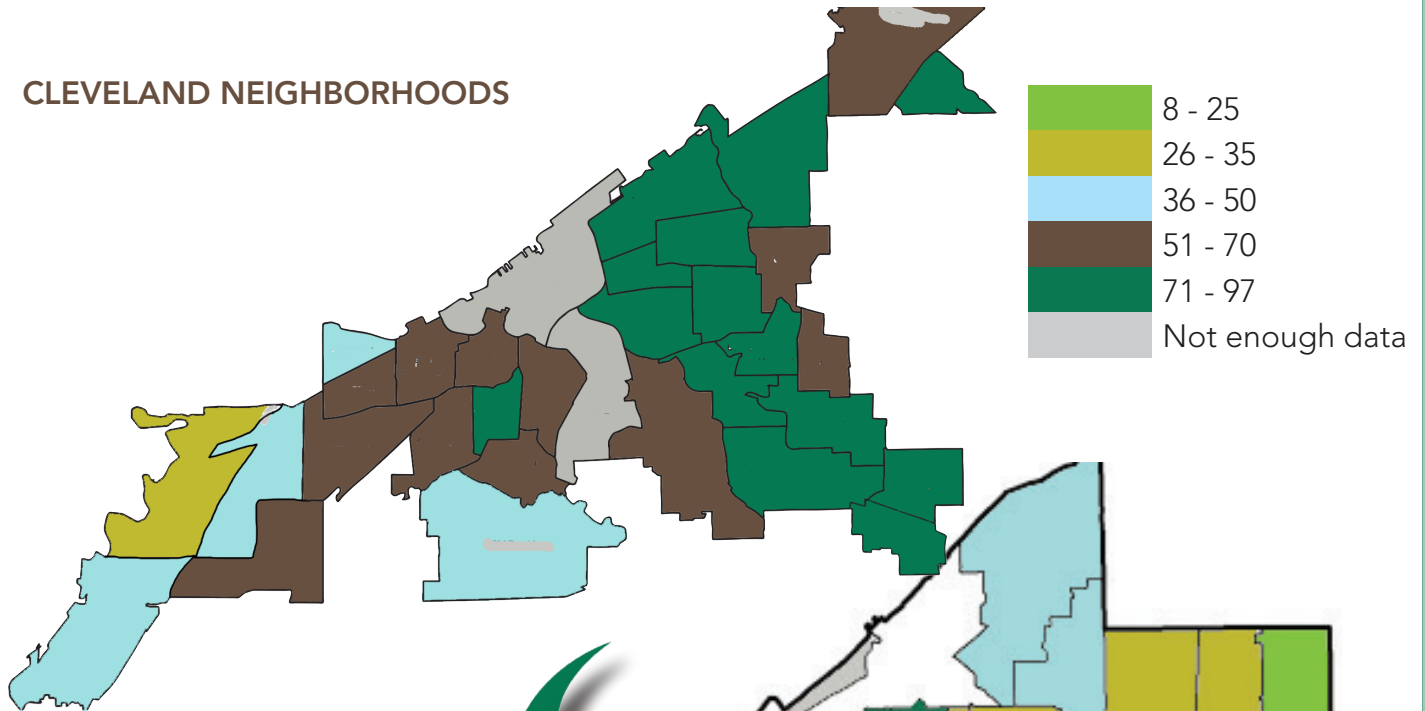 CLEVELAND NEIGHBORHOODS
8 - 25
26 - 35
36 - 50
51 - 70
71 - 97
Not enough data